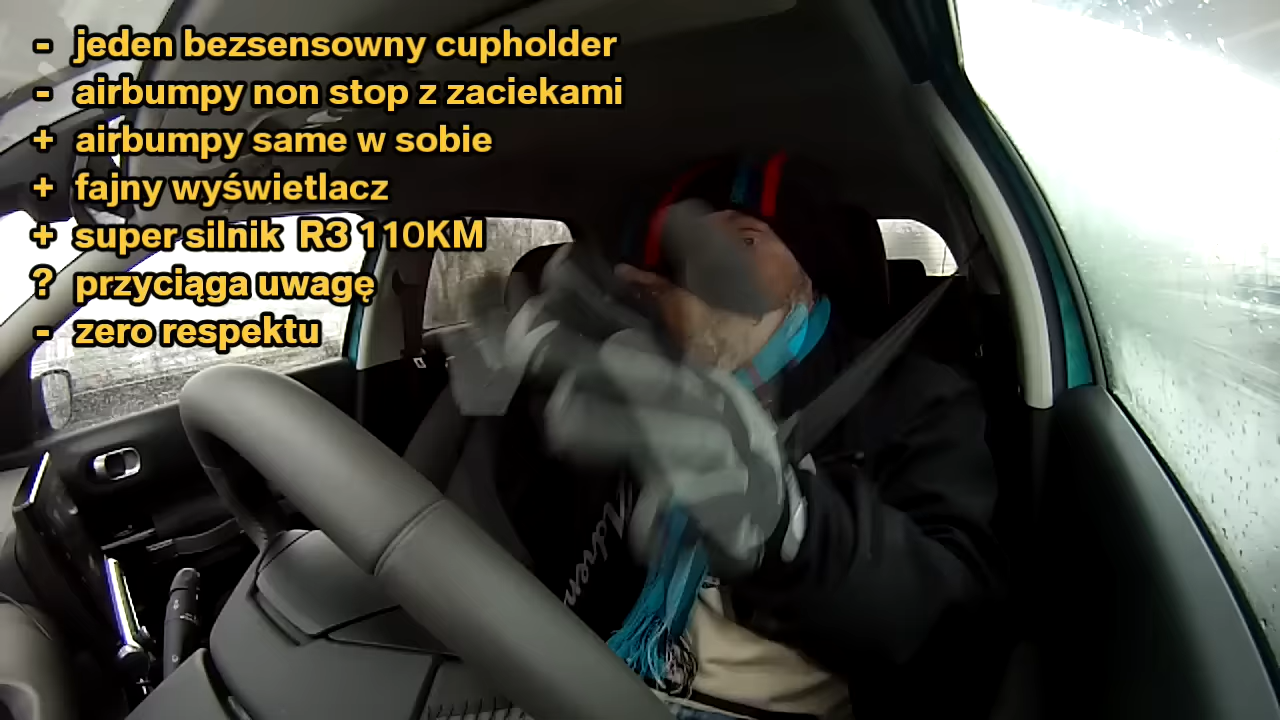 - jeden bezsensowny cupholder
- airbumpy non stop z zaciekami
+ airbumpy same w sobie
+ fajny wyświetlacz
+ super silnik R3 110KM
? przyciąga uwagę
- zero respektu
Adren